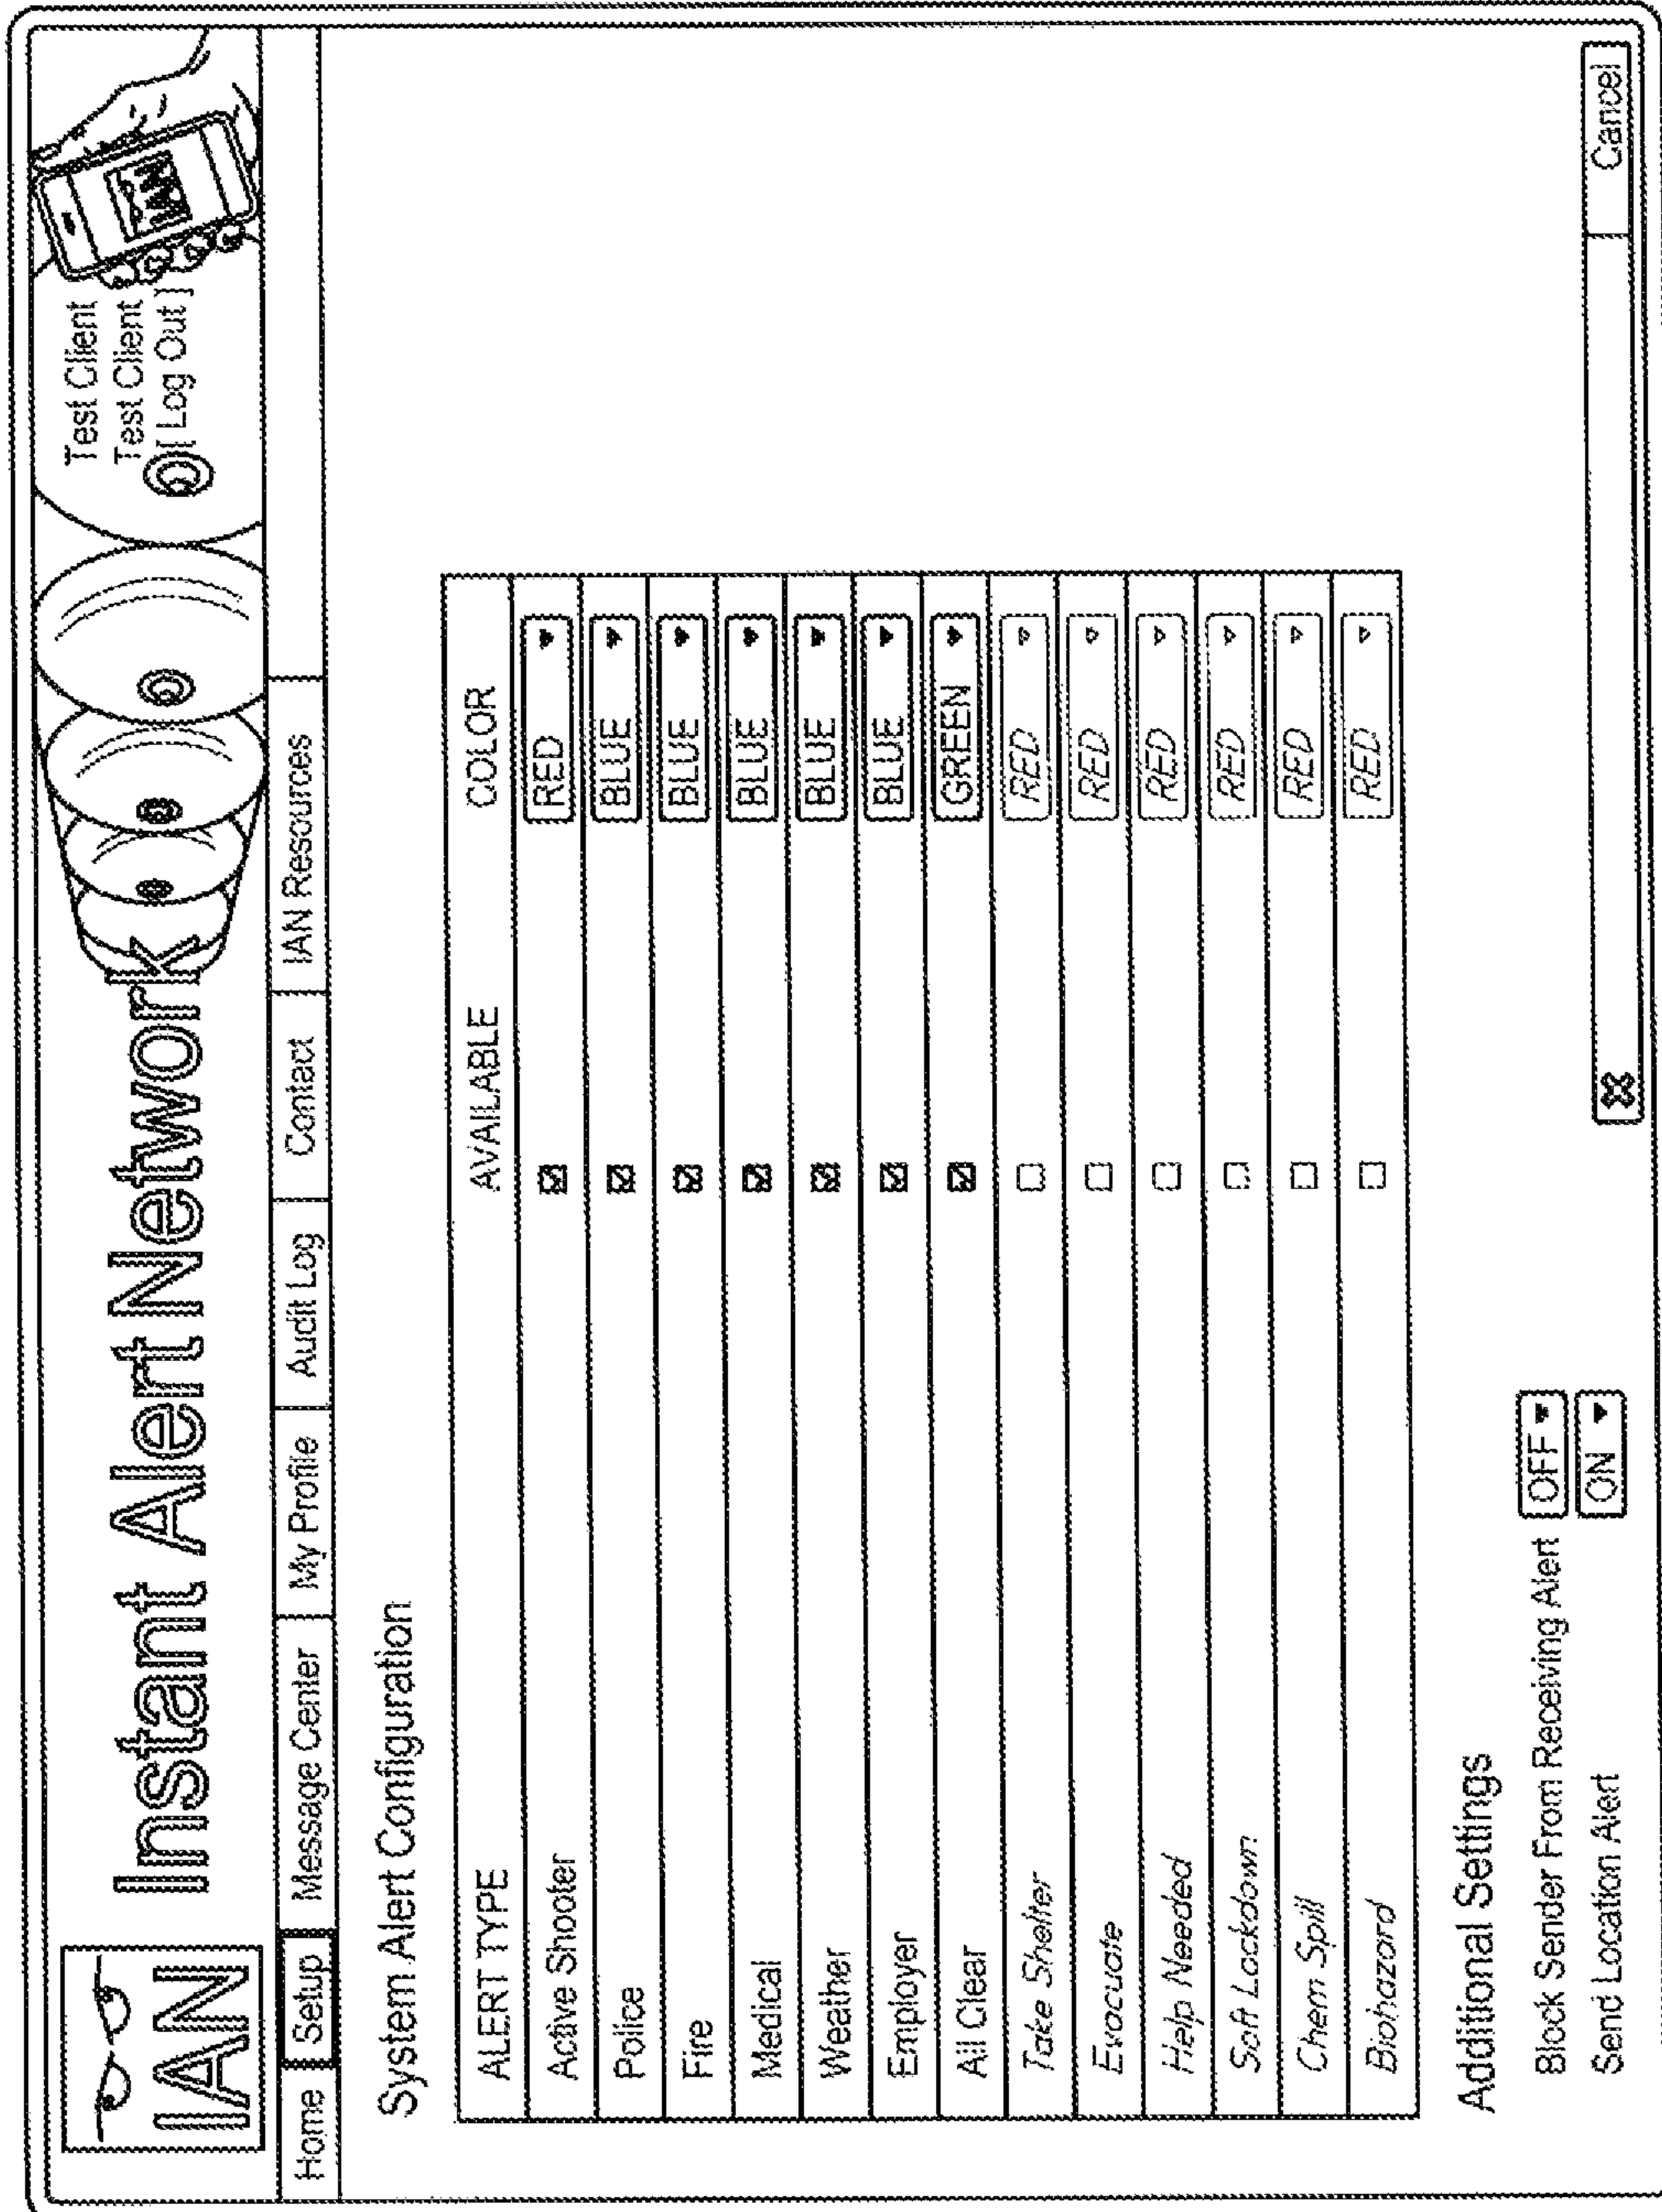 IAN Instant Alert Network
Test Client
Test Client
[ Log Out ]
IAN
Home Setup Message Center My Profile Audit Log Contact IAN Resources
System Alert Configuration
ALERT TYPE AVAILABLE COLOR
Active Shooter RED
Police BLUE
Fire BLUE
Medical BLUE
Weather BLUE
Employer BLUE
All Clear GREEN
Take Shelter RED
Evacuate RED
Help Needed RED
Soft Lockdown RED
Chem Spill RED
Biohazard RED
Additional Settings
Block Sender From Receiving Alert OFF
Send Location Alert ON
Cancel